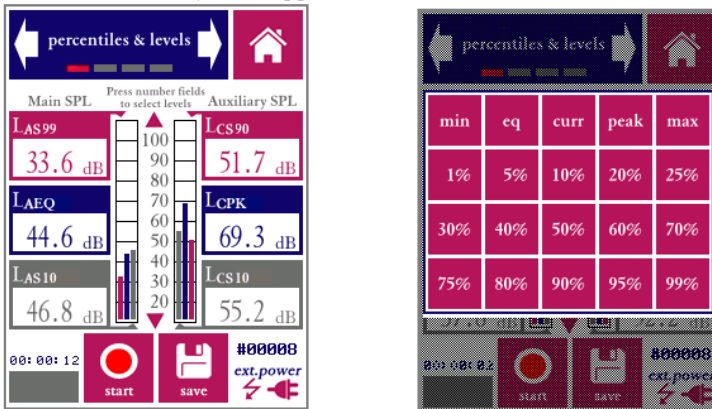 percentiles & levels
Main SPL
Press number fields
to select levels
Auxiliary SPL
LAS99
33.6 dB
LAEQ
44.6 dB
LAS10
46.8 dB
100
90
80
70
60
50
40
30
20
LCS90
51.7 dB
LCPK
69.3 dB
LCS10
55.2 dB
00:00:12
start
save
#00008
ext.power
percentiles & levels
min eq curr peak max
1% 5% 10% 20% 25%
30% 40% 50% 60% 70%
75% 80% 90% 95% 99%
dB
dB
start
save
#00008
ext.power